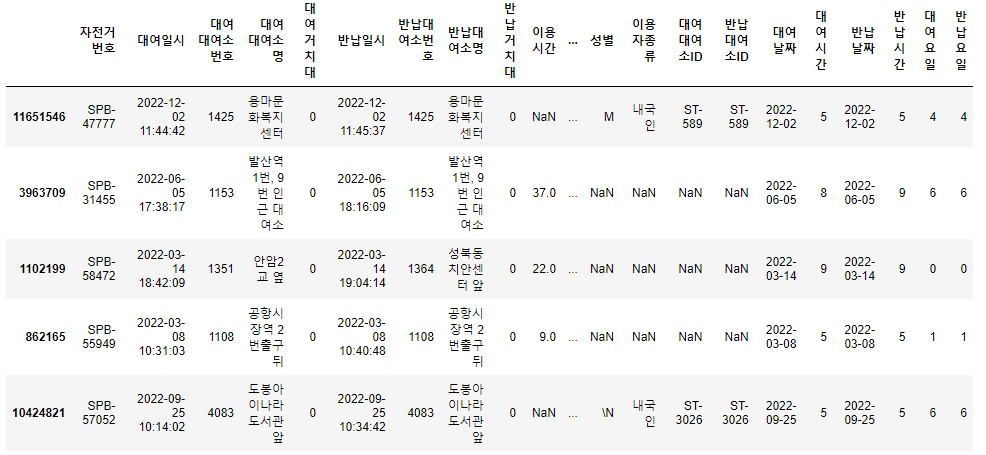 자전거번호 대여일시 대여대여소번호 대여대여소명 대여거치대 반납일시 반납대여소번호 반납대여소명 반납거치대 이용시간 ... 성별 이용자종류 대여대여소ID 반납대여소ID 대여날짜 대여시간 반납날짜 반납시간 대여요일 반납요일
11651546 SPB-47777 2022-12-02 11:44:42 1425 용마문화복지센터 0 2022-12-02 11:45:37 1425 용마문화복지센터 0 NaN ... M 내국인 ST-589 ST-589 2022-12-02 5 2022-12-02 5 4 4
3963709 SPB-31455 2022-06-05 17:38:17 1153 발산역 1번, 9번 인근 대여소 0 2022-06-05 18:16:09 1153 발산역 1번, 9번 인근 대여소 0 37.0 ... NaN NaN NaN NaN 2022-06-05 8 2022-06-05 9 6 6
1102199 SPB-58472 2022-03-14 18:42:09 1351 안암2교 옆 0 2022-03-14 19:04:14 1364 성북동치안센터 앞 0 22.0 ... NaN NaN NaN NaN 2022-03-14 9 2022-03-14 9 0 0
862165 SPB-55949 2022-03-08 10:31:03 1108 공항시장역 2번출구 뒤 0 2022-03-08 10:40:48 1108 공항시장역 2번출구 뒤 0 9.0 ... NaN NaN NaN NaN 2022-03-08 5 2022-03-08 5 1 1
10424821 SPB-57052 2022-09-25 10:14:02 4083 도봉아이나라도서관 앞 0 2022-09-25 10:34:42 4083 도봉아이나라도서관 앞 0 NaN ... \N 내국인 ST-3026 ST-3026 2022-09-25 5 2022-09-25 5 6 6